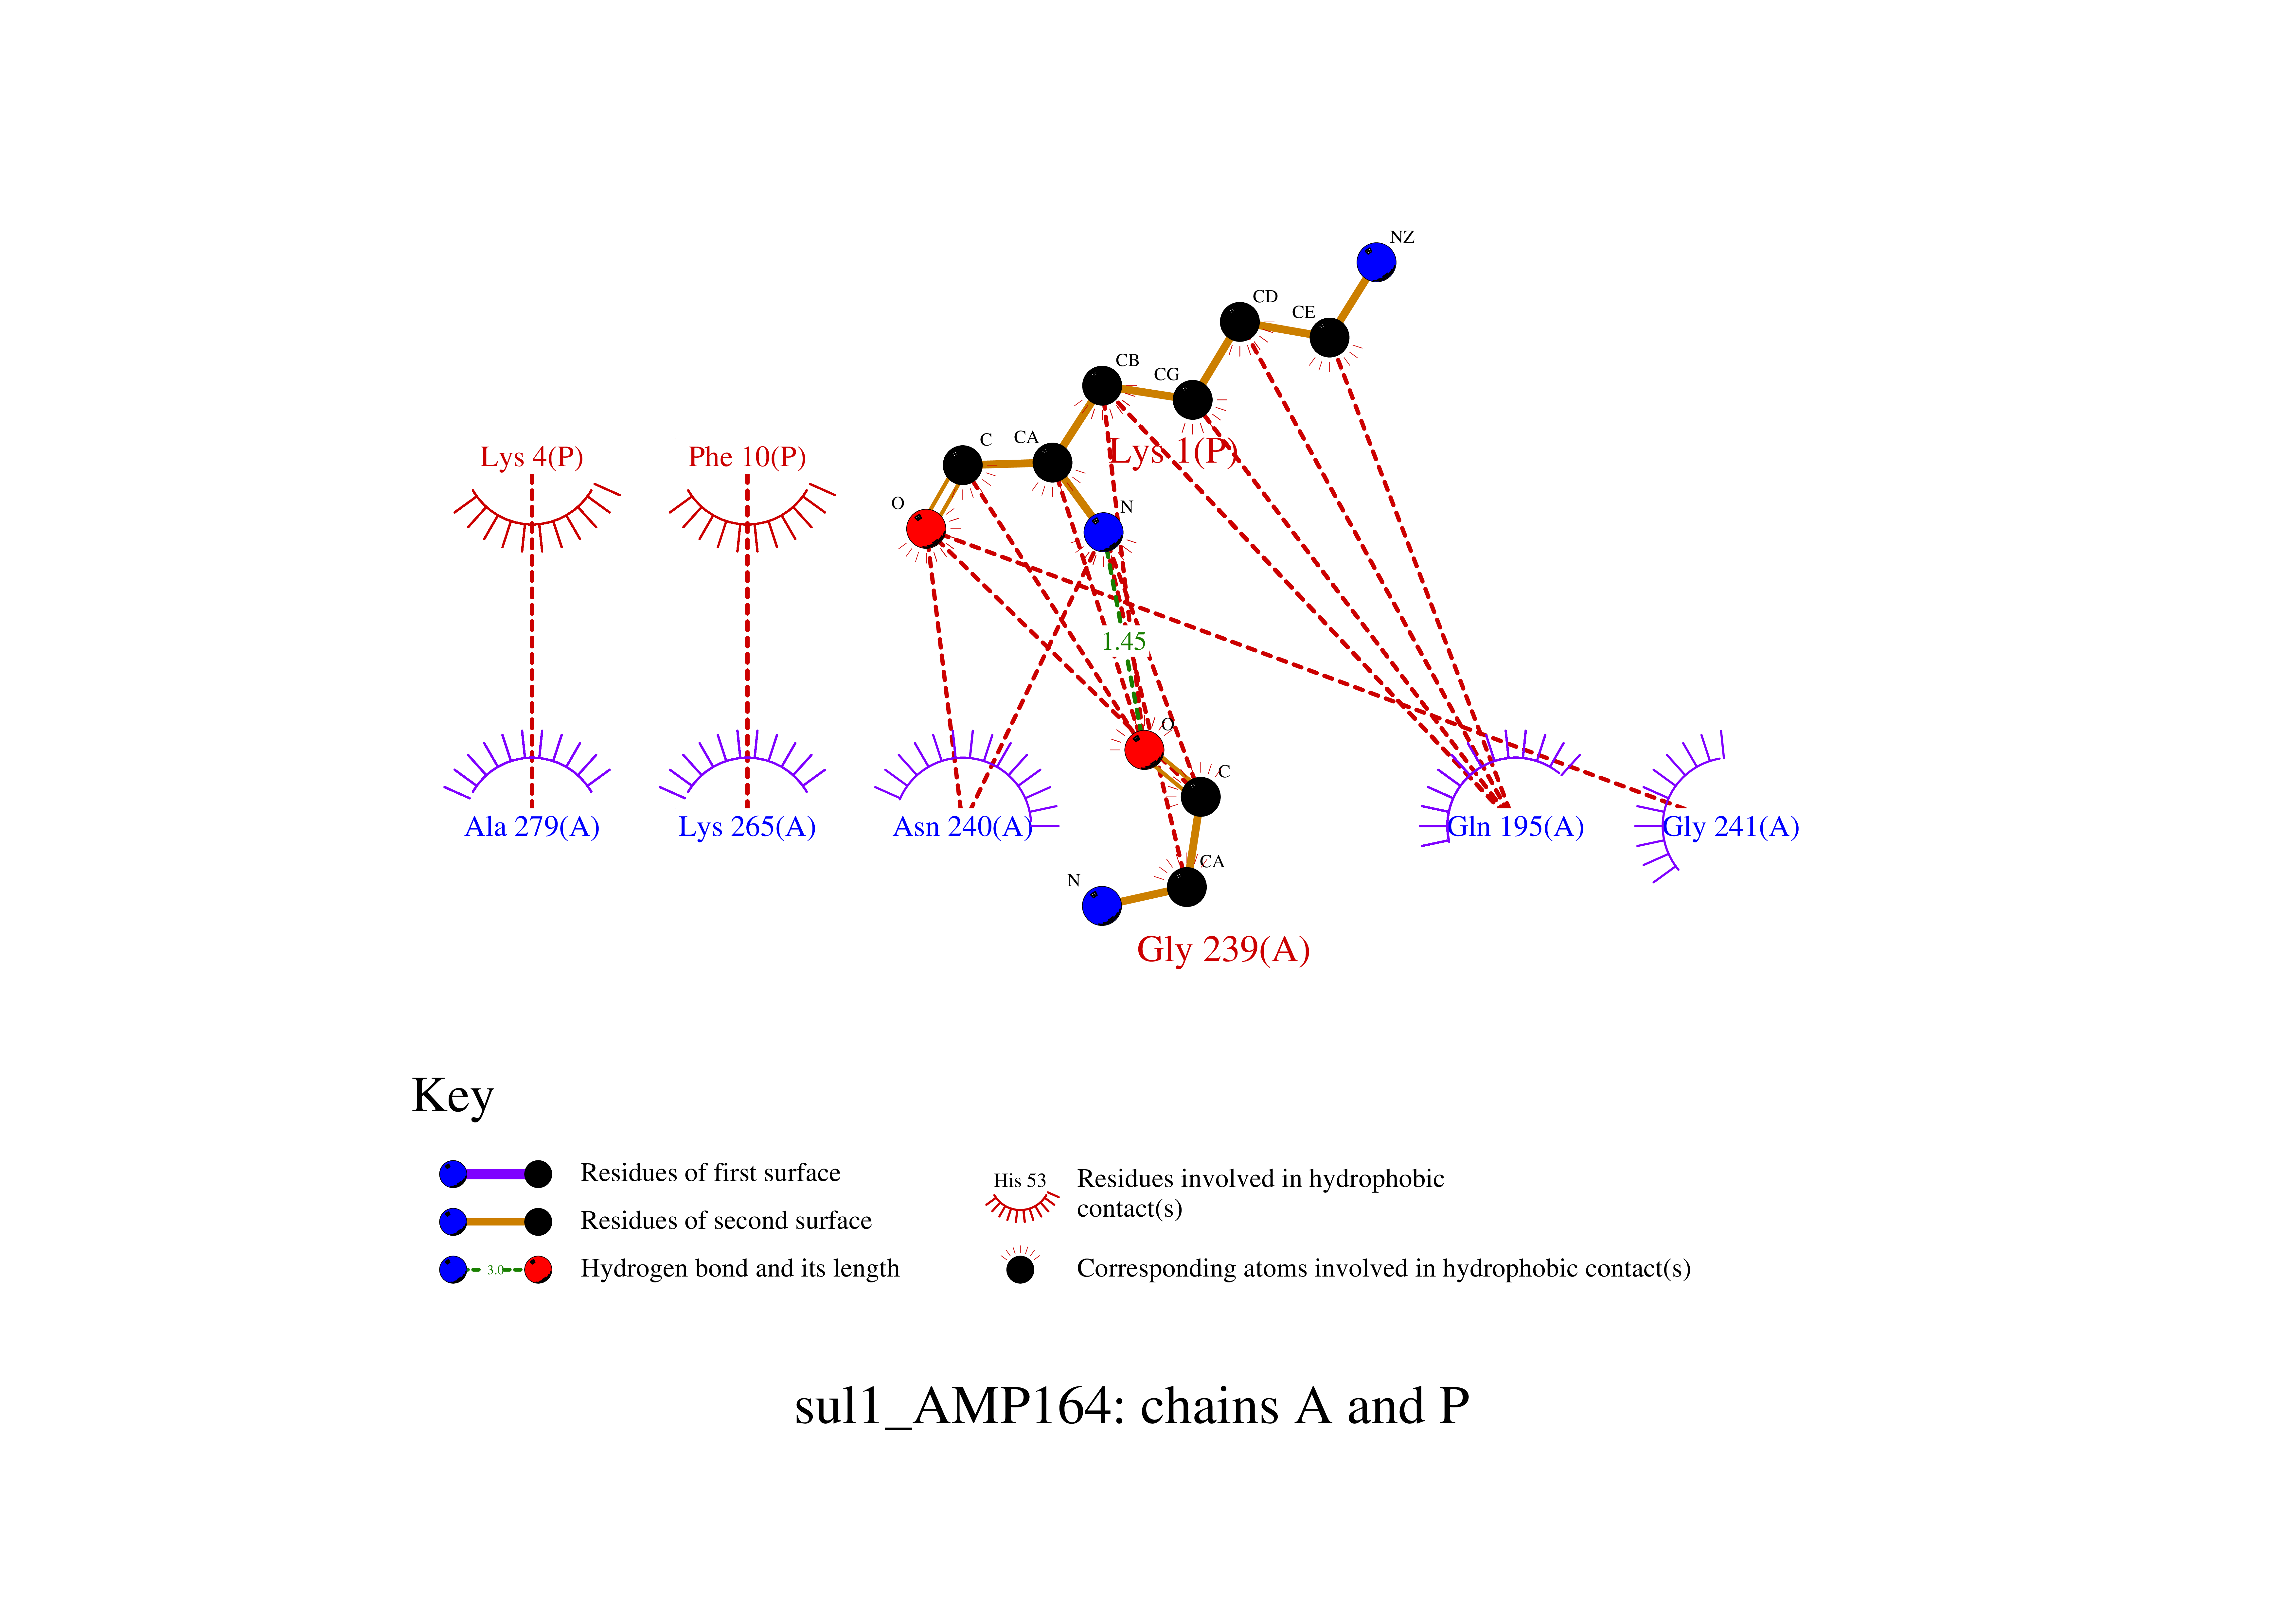 NZ
CD
CE
CB
CG
C
CA
Lys 1(P)
Lys 4(P)
Phe 10(P)
O
N
1.45
O
C
Ala 279(A)
Lys 265(A)
Asn 240(A)
Gln 195(A)
Gly 241(A)
CA
N
Gly 239(A)
Key
Residues of first surface
Residues of second surface
3.0
Hydrogen bond and its length
His 53
Residues involved in hydrophobic
contact(s)
Corresponding atoms involved in hydrophobic contact(s)
sul1_AMP164: chains A and P